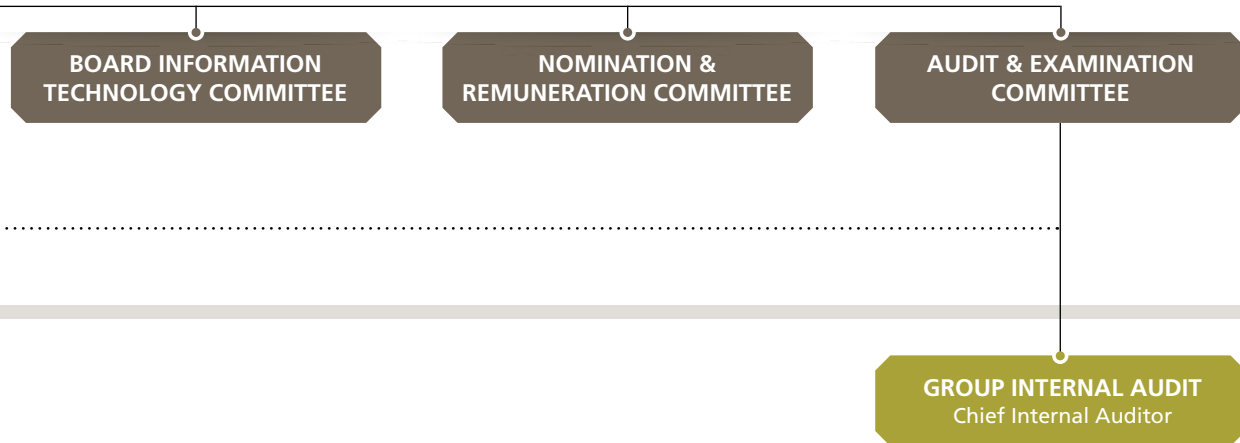 BOARD INFORMATION
TECHNOLOGY COMMITTEE
NOMINATION &
REMUNERATION COMMITTEE
AUDIT & EXAMINATION
COMMITTEE
GROUP INTERNAL AUDIT
Chief Internal Auditor